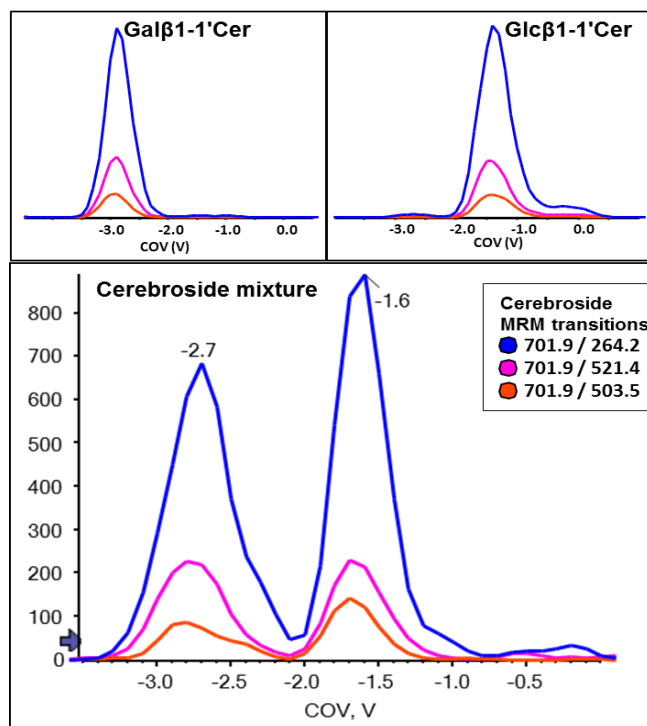 Galβ1-1'Cer
-3.0 -2.0 -1.0 0.0
COV (V)
Glcβ1-1'Cer
-3.0 -2.0 -1.0 0.0
COV (V)
Cerebroside mixture
800
700
600
500
400
300
200
100
0
-2.7
-1.6
Cerebroside
MRM transitions
701.9 / 264.2
701.9 / 521.4
701.9 / 503.5
-3.0 -2.5 -2.0 -1.5 -1.0 -0.5
COV, V